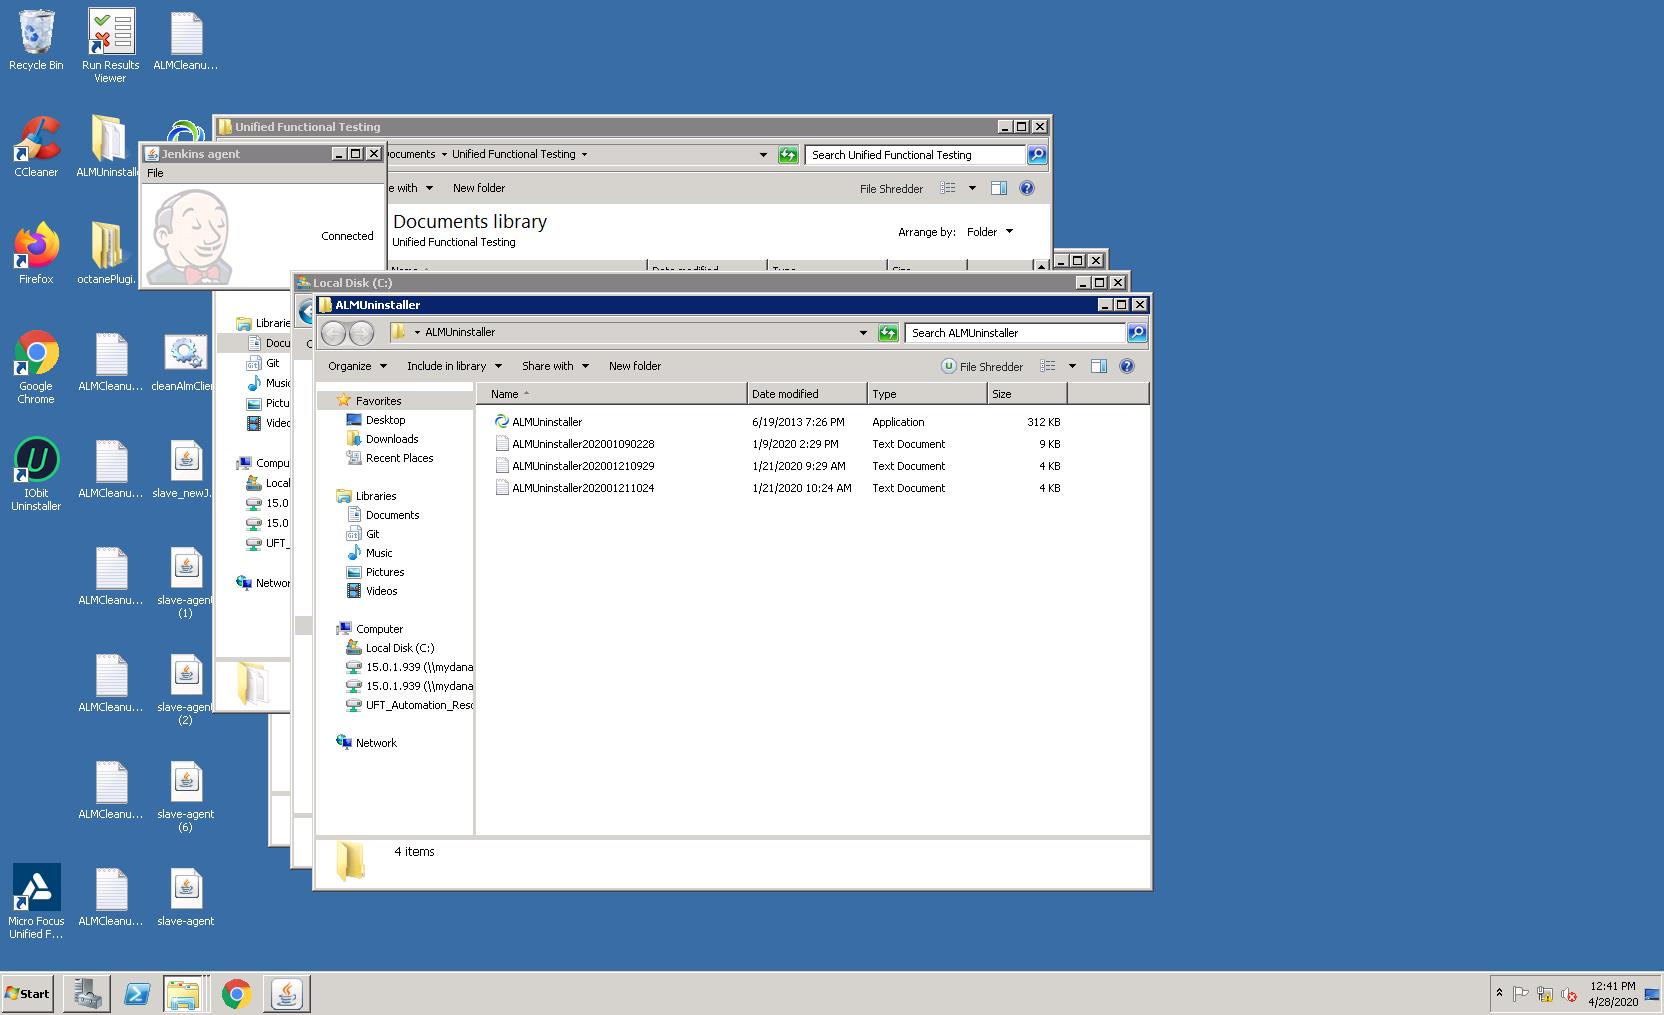 Recycle Bin
Run Results
Viewer
ALMCleanu...
CCleaner
ALMUninstall
Firefox
octanePlugi.
Google
Chrome
ALMCleanu...
cleanAlmClien
IObit
Uninstaller
ALMCleanu...
slave_newJ.
ALMCleanu...
slave-agent
(1)
ALMCleanu...
slave-agent
(2)
ALMCleanu...
slave-agent
(6)
Micro Focus
Unified F...
ALMCleanu...
slave-agent
Unified Functional Testing
ocuments Unified Functional Testing
Search Unified Functional Testing
e with New folder
File Shredder
Documents library
Unified Functional Testing
Arrange by: Folder
Name Date modified Type Size
Jenkins agent
File
Connected
Librarie
Docu
Git
Music
Pictu
Video
Compu
Local
15.0
15.0
UFT_
Networ
Local Disk (C:)
ALMUninstaller
ALMUninstaller
Search ALMUninstaller
Organize Include in library Share with New folder
File Shredder
Favorites
Desktop
Downloads
Recent Places
Libraries
Documents
Git
Music
Pictures
Videos
Computer
Local Disk (C:)
15.0.1.939 (\\mydana
15.0.1.939 (\\mydana
UFT_Automation_Reso
Network
Name Date modified Type Size
ALMUninstaller 6/19/2013 7:26 PM Application 312 KB
ALMUninstaller202001090228 1/9/2020 2:29 PM Text Document 9 KB
ALMUninstaller202001210929 1/21/2020 9:29 AM Text Document 4 KB
ALMUninstaller202001211024 1/21/2020 10:24 AM Text Document 4 KB
4 items
Start
12:41 PM
4/28/2020